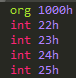 org 1000h
int 22h
int 23h
int 24h
int 25h